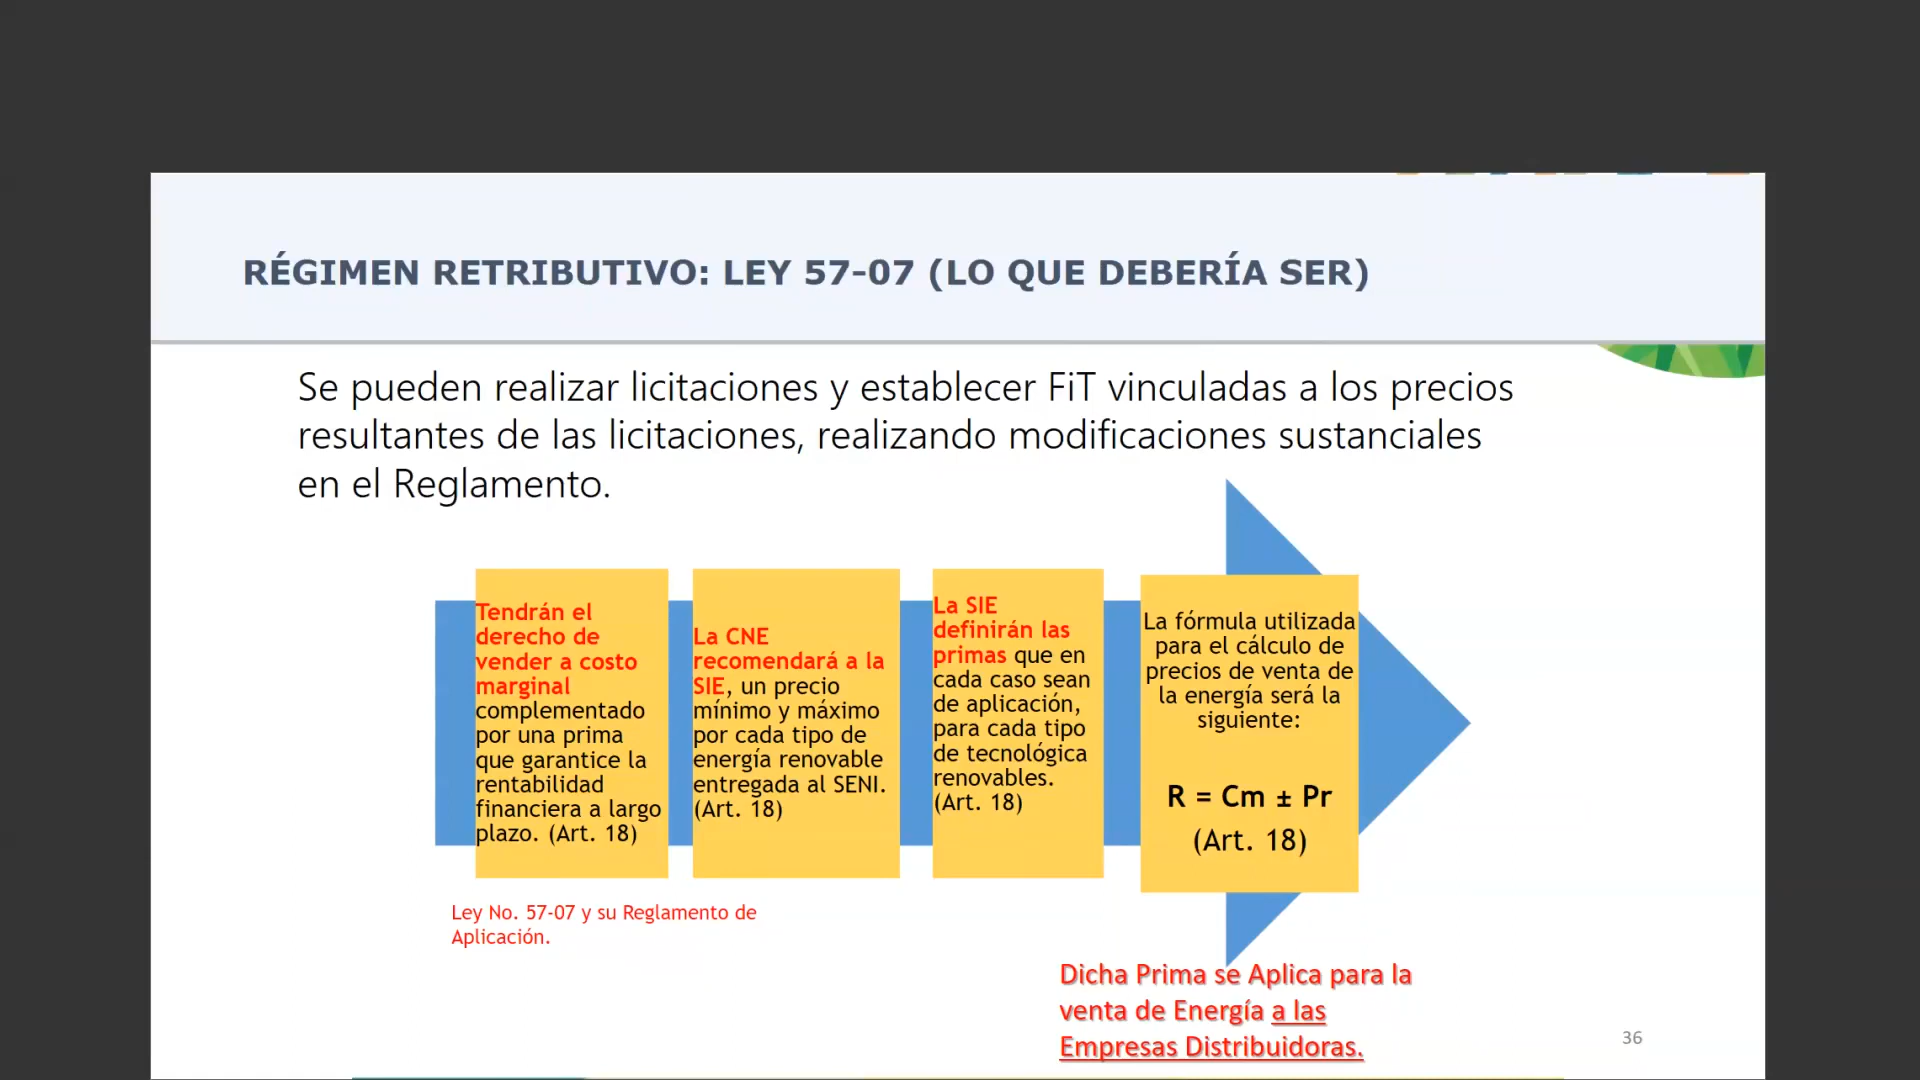 RÉGIMEN RETRIBUTIVO: LEY 57-07 (LO QUE DEBERÍA SER)
Se pueden realizar licitaciones y establecer FiT vinculadas a los precios
resultantes de las licitaciones, realizando modificaciones sustanciales
en el Reglamento.
Tendrán el
derecho de
vender a costo
marginal
complementado
por una prima
que garantice la
rentabilidad
financiera a largo
plazo. (Art. 18)
La CNE
recomendará a la
SIE, un precio
mínimo y máximo
por cada tipo de
energía renovable
entregada al SENI.
(Art. 18)
La SIE
definirán las
primas que en
cada caso sean
de aplicación,
para cada tipo
de tecnológica
renovables.
(Art. 18)
La fórmula utilizada
para el cálculo de
precios de venta de
la energía será la
siguiente:
R = Cm ± Pr
(Art. 18)
Ley No. 57-07 y su Reglamento de
Aplicación.
Dicha Prima se Aplica para la
venta de Energía a las
Empresas Distribuidoras.
36